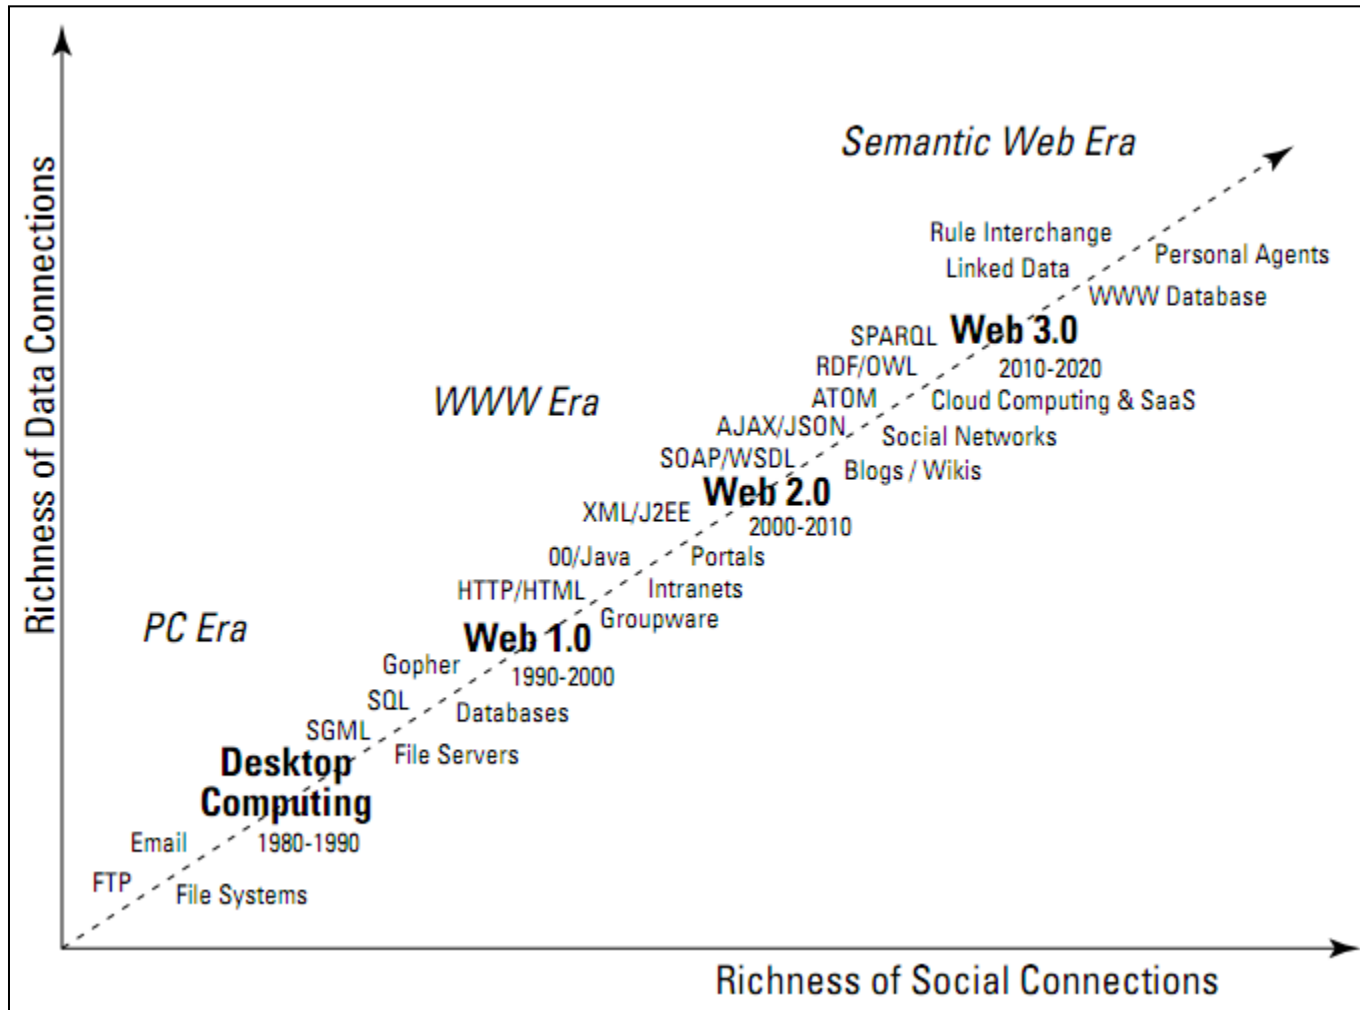 Semantic Web Era
Rule Interchange
Personal Agents
Linked Data
WWW Database
Web 3.0
SPARQL
2010-2020
RDF/OWL
ATOM
Cloud Computing & SaaS
WWW Era
AJAX/JSON
Social Networks
SOAP/WSDL
Blogs / Wikis
Web 2.0
XML/J2EE
2000-2010
OO/Java
Portals
HTTP/HTML
Intranets
Groupware
PC Era
Web 1.0
Gopher
1990-2000
SQL
Databases
SGML
File Servers
Desktop
Computing
Email
1980-1990
FTP
File Systems
Richness of Data Connections
Richness of Social Connections